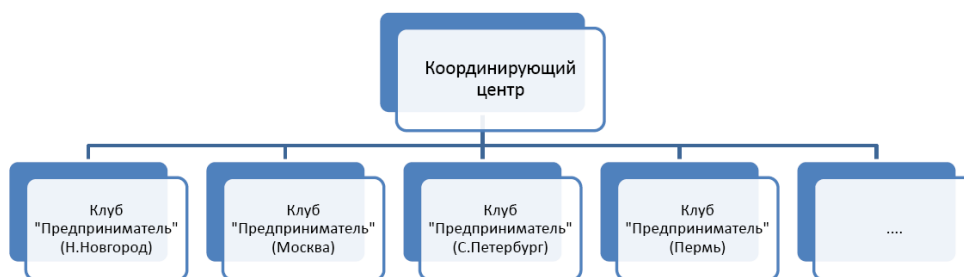 Координирующий
центр
Клуб
"Предприниматель"
(Н.Новгород)
Клуб
"Предприниматель"
(Москва)
Клуб
"Предприниматель"
(С.Петербург)
Клуб
"Предприниматель"
(Пермь)
....